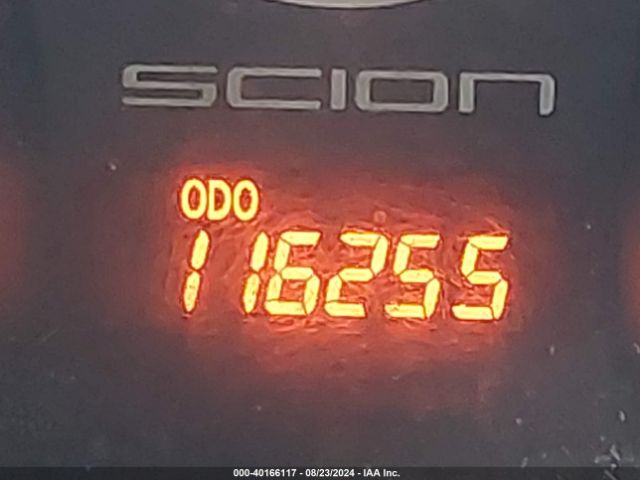 SCION
ODO
116255
000-40166117 - 08/23/2024 - IAA Inc.